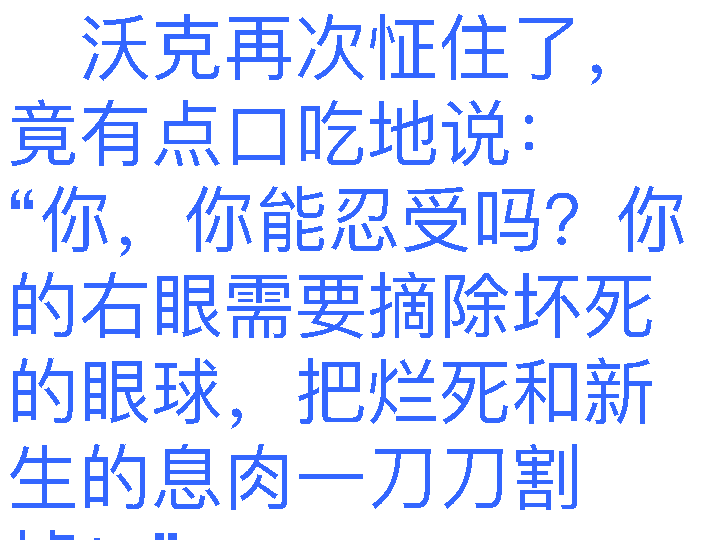 沃克再次怔住了，
竟有点口吃地说：
“你，你能忍受吗？你
的右眼需要摘除坏死
的眼球，把烂死和新
生的息肉一刀刀割